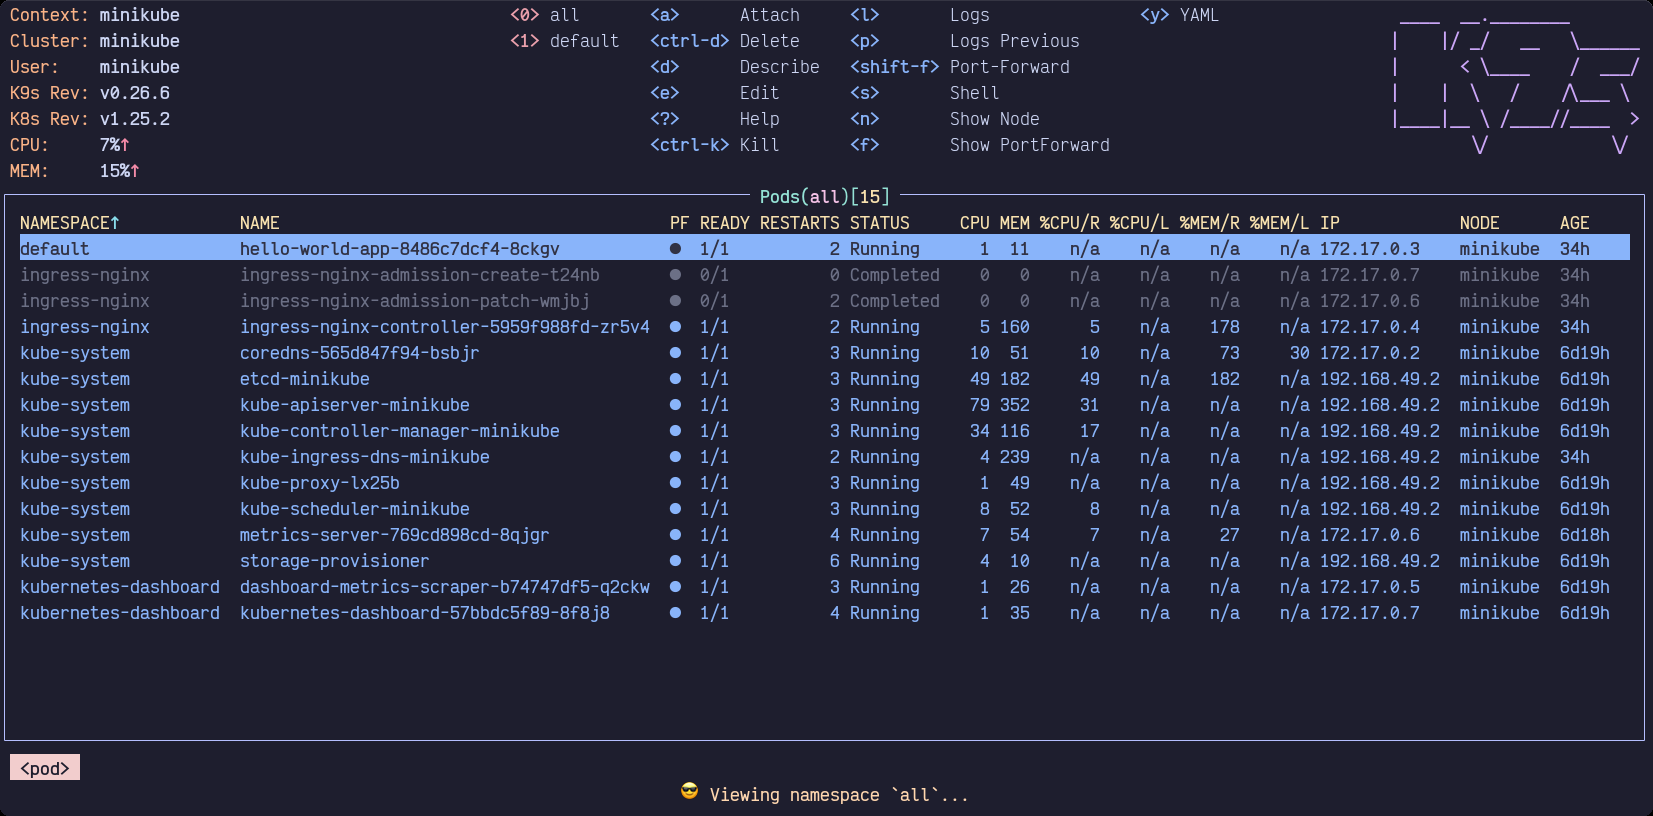 Context: minikube <0> all <a> Attach <l> Logs <y> YAML
Cluster: minikube <1> default <ctrl-d> Delete <p> Logs Previous
User: minikube <d> Describe <shift-f> Port-Forward
K9s Rev: v0.26.6 <e> Edit <s> Shell
K8s Rev: v1.25.2 <?> Help <n> Show Node
CPU: 7%↑ <ctrl-k> Kill <f> Show PortForward
MEM: 15%↑
Pods(all)[15]
NAMESPACE↑ NAME PF READY RESTARTS STATUS CPU MEM %CPU/R %CPU/L %MEM/R %MEM/L IP NODE AGE
default hello-world-app-8486c7dcf4-8ckgv ● 1/1 2 Running 1 11 n/a n/a n/a n/a 172.17.0.3 minikube 34h
ingress-nginx ingress-nginx-admission-create-t24nb ● 0/1 0 Completed 0 0 n/a n/a n/a n/a 172.17.0.7 minikube 34h
ingress-nginx ingress-nginx-admission-patch-wmjbj ● 0/1 2 Completed 0 0 n/a n/a n/a n/a 172.17.0.6 minikube 34h
ingress-nginx ingress-nginx-controller-5959f988fd-zr5v4 ● 1/1 2 Running 5 160 5 n/a 178 n/a 172.17.0.4 minikube 34h
kube-system coredns-565d847f94-bsbjr ● 1/1 3 Running 10 51 10 n/a 73 30 172.17.0.2 minikube 6d19h
kube-system etcd-minikube ● 1/1 3 Running 49 182 49 n/a 182 n/a 192.168.49.2 minikube 6d19h
kube-system kube-apiserver-minikube ● 1/1 3 Running 79 352 31 n/a n/a n/a 192.168.49.2 minikube 6d19h
kube-system kube-controller-manager-minikube ● 1/1 3 Running 34 116 17 n/a n/a n/a 192.168.49.2 minikube 6d19h
kube-system kube-ingress-dns-minikube ● 1/1 2 Running 4 239 n/a n/a n/a n/a 192.168.49.2 minikube 34h
kube-system kube-proxy-lx25b ● 1/1 3 Running 1 49 n/a n/a n/a n/a 192.168.49.2 minikube 6d19h
kube-system kube-scheduler-minikube ● 1/1 3 Running 8 52 8 n/a n/a n/a 192.168.49.2 minikube 6d19h
kube-system metrics-server-769cd898cd-8qjgr ● 1/1 4 Running 7 54 7 n/a 27 n/a 172.17.0.6 minikube 6d18h
kube-system storage-provisioner ● 1/1 6 Running 4 10 n/a n/a n/a n/a 192.168.49.2 minikube 6d19h
kubernetes-dashboard dashboard-metrics-scraper-b74747df5-q2ckw ● 1/1 3 Running 1 26 n/a n/a n/a n/a 172.17.0.5 minikube 6d19h
kubernetes-dashboard kubernetes-dashboard-57bbdc5f89-8f8j8 ● 1/1 4 Running 1 35 n/a n/a n/a n/a 172.17.0.7 minikube 6d19h
<pod>
😎 Viewing namespace `all`...